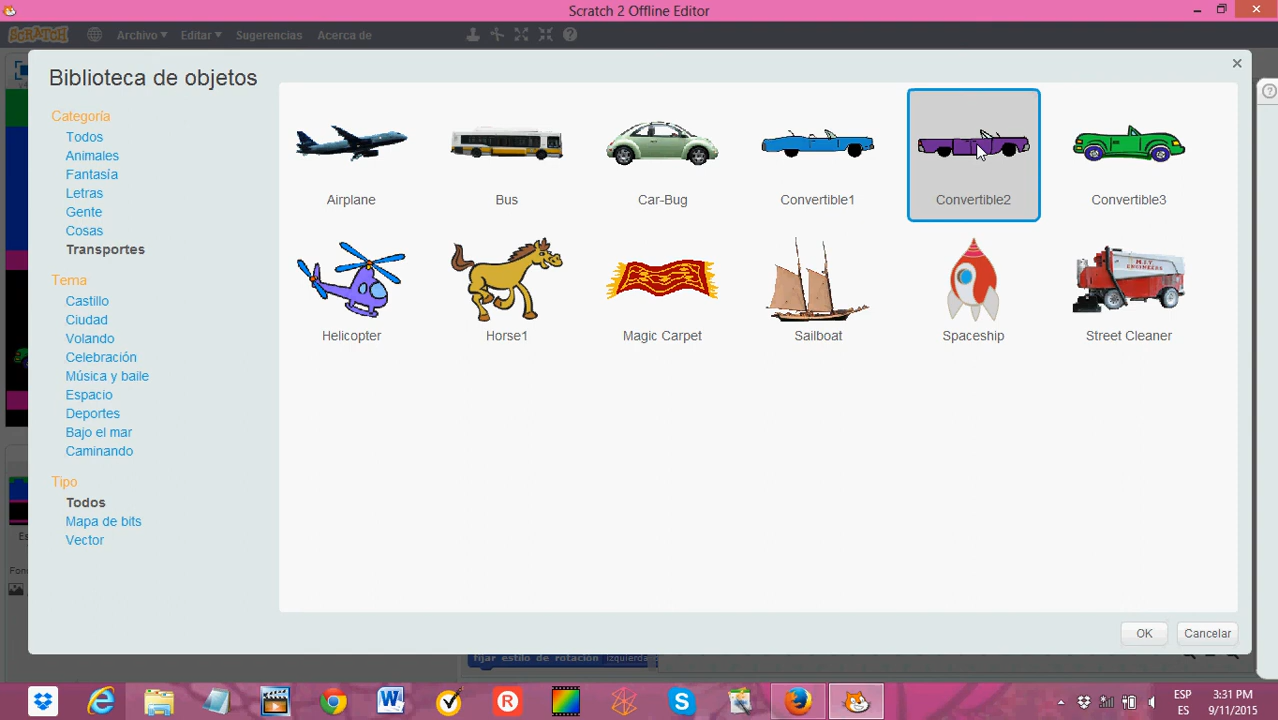 Scratch 2 Offline Editor
SCRATCH Archivo Editar Sugerencias Acerca de
Biblioteca de objetos
Categoría
Todos
Animales
Fantasía
Letras
Gente
Cosas
Transportes
Tema
Castillo
Ciudad
Volando
Celebración
Música y baile
Espacio
Deportes
Bajo el mar
Caminando
Tipo
Todos
Mapa de bits
Vector
Airplane Bus Car-Bug Convertible1 Convertible2 Convertible3
M.I.T.
ENGINEERS
Helicopter Horse1 Magic Carpet Sailboat Spaceship Street Cleaner
OK Cancelar
fijar estilo de rotación izquierda
ESP 3:31 PM
ES 9/11/2015